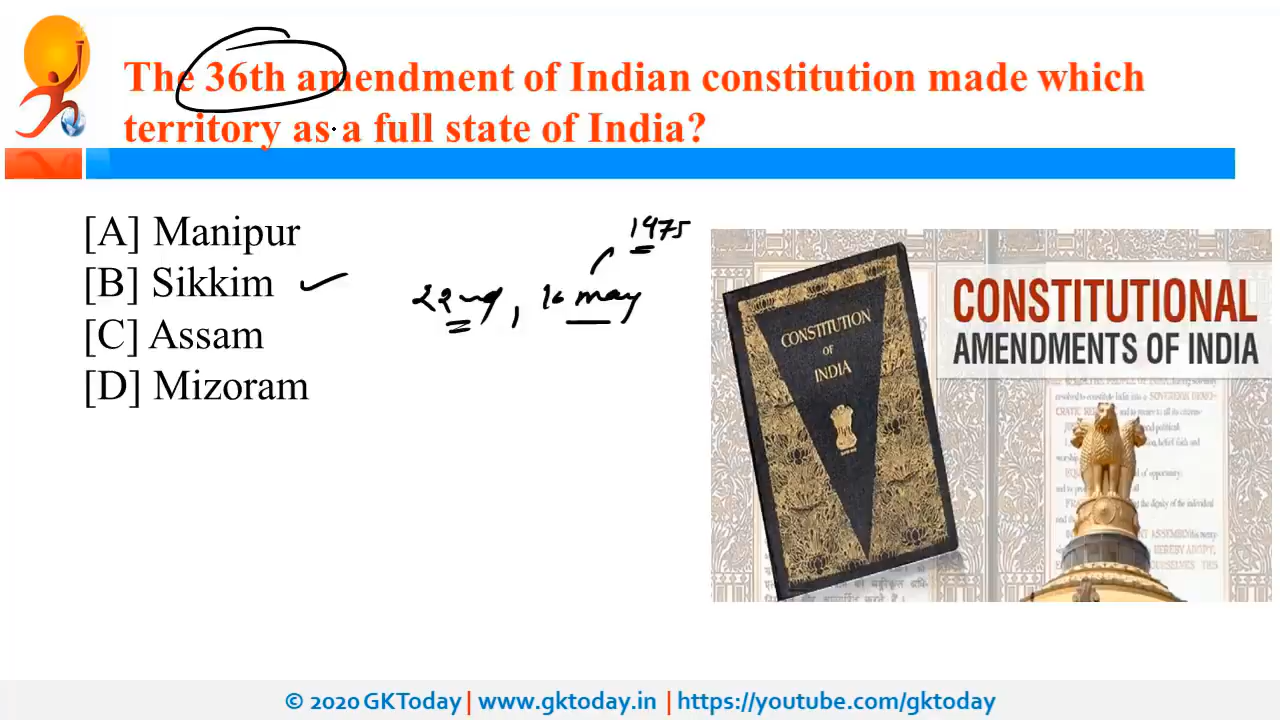 The 36th amendment of Indian constitution made which
territory as a full state of India?
[A] Manipur
[B] Sikkim
[C] Assam
[D] Mizoram
1975
22nd, 16 may
CONSTITUTION
OF
INDIA
CONSTITUTIONAL
AMENDMENTS OF INDIA
© 2020 GKToday | www.gktoday.in | https://youtube.com/gktoday